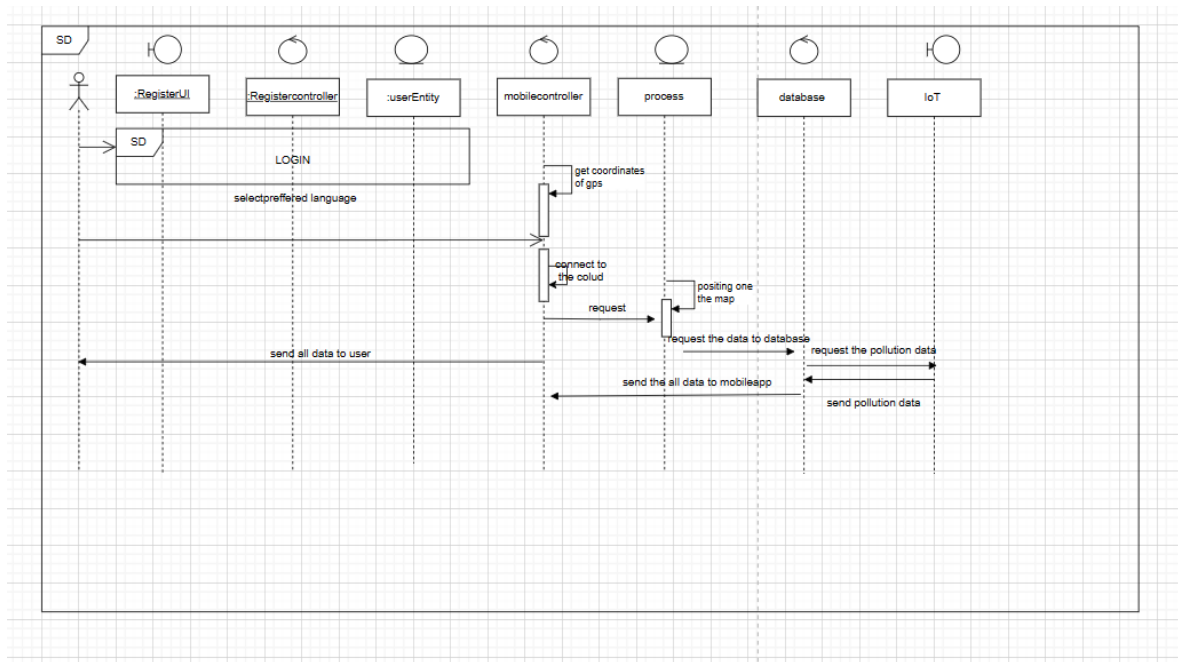 SD
:RegisterUI
:Registercontroller
:userEntity
mobilecontroller
process
database
IoT
SD
LOGIN
get coordinates
of gps
selectpreffered language
connect to
the colud
positing one
the map
request
request the data to database
request the pollution data
send all data to user
send the all data to mobileapp
send pollution data